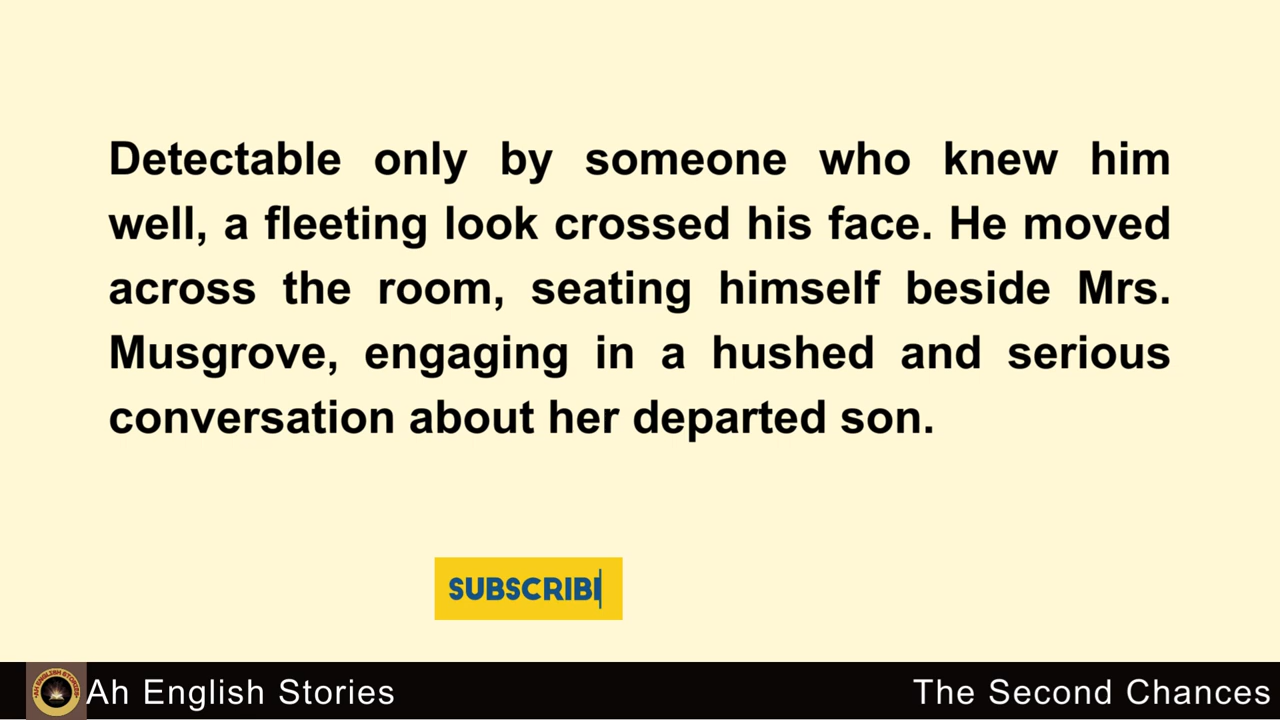 Detectable only by someone who knew him
well, a fleeting look crossed his face. He moved
across the room, seating himself beside Mrs.
Musgrove, engaging in a hushed and serious
conversation about her departed son.
SUBSCRIB
Ah English Stories
The Second Chances